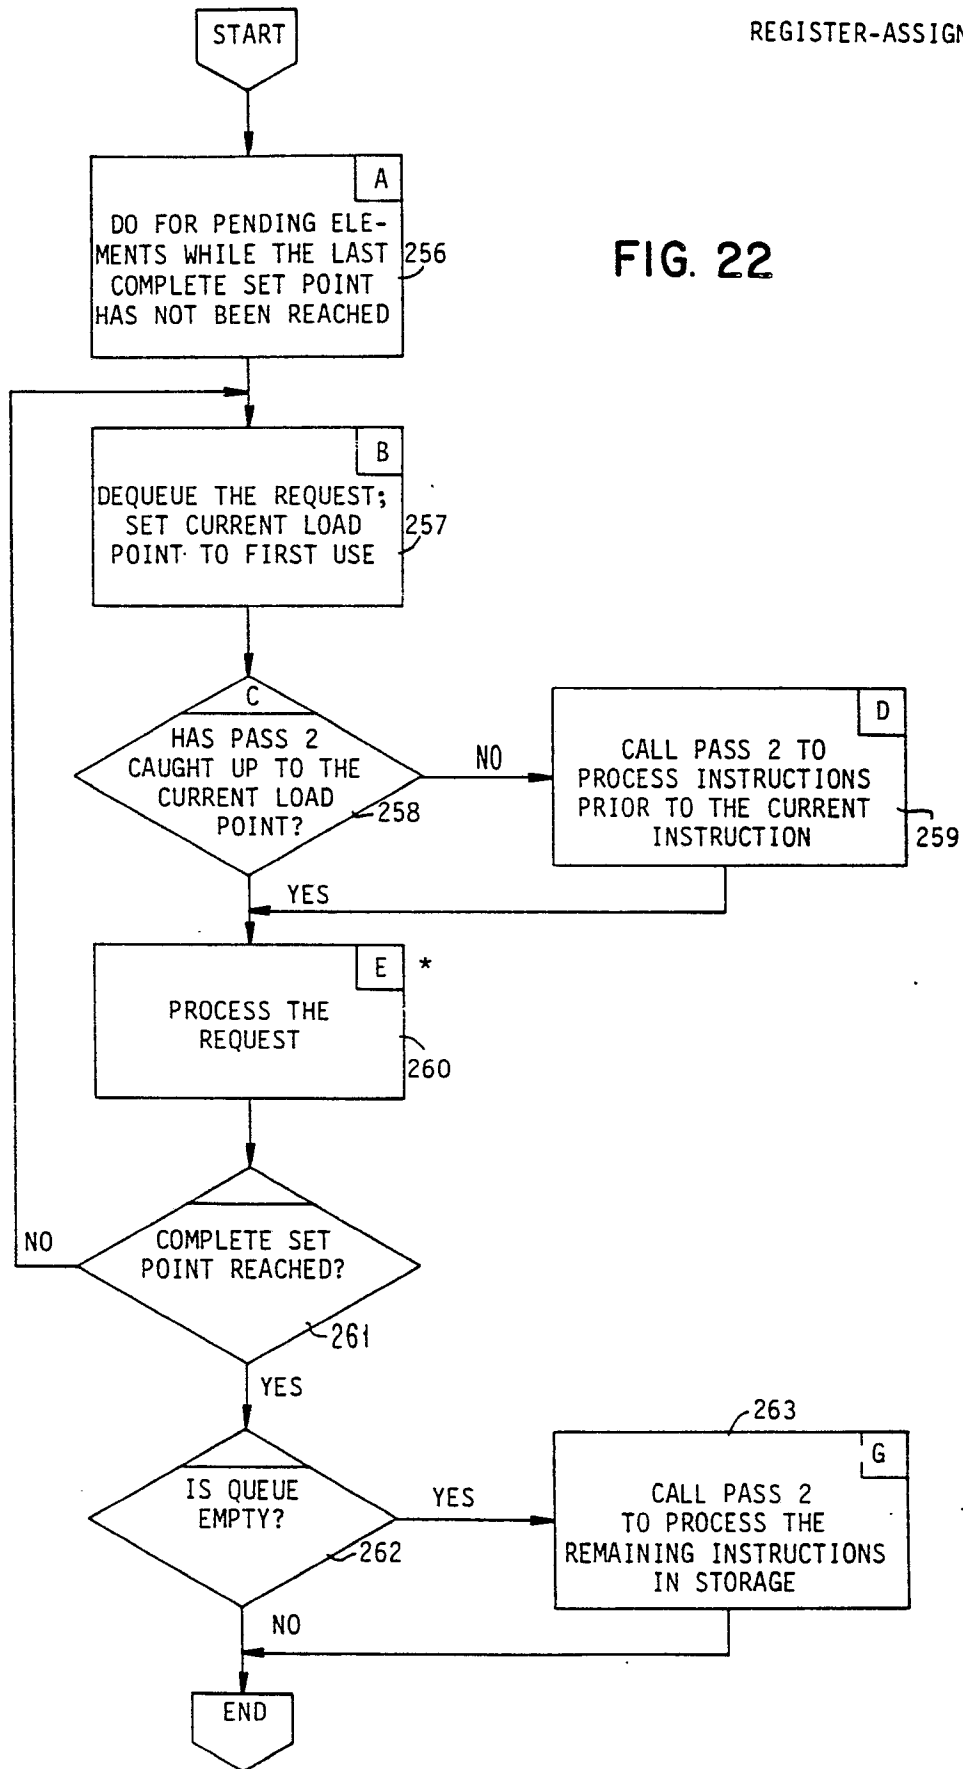 START
REGISTER-ASSIGN
A
DO FOR PENDING ELE-
MENTS WHILE THE LAST
COMPLETE SET POINT
HAS NOT BEEN REACHED
256
FIG. 22
B
DEQUEUE THE REQUEST;
SET CURRENT LOAD
POINT TO FIRST USE
257
C
HAS PASS 2
CAUGHT UP TO THE
CURRENT LOAD
POINT?
258
NO
D
CALL PASS 2 TO
PROCESS INSTRUCTIONS
PRIOR TO THE CURRENT
INSTRUCTION
259
YES
E *
PROCESS THE
REQUEST
260
NO
COMPLETE SET
POINT REACHED?
261
YES
263
IS QUEUE
EMPTY?
262
YES
G
CALL PASS 2
TO PROCESS THE
REMAINING INSTRUCTIONS
IN STORAGE
NO
END